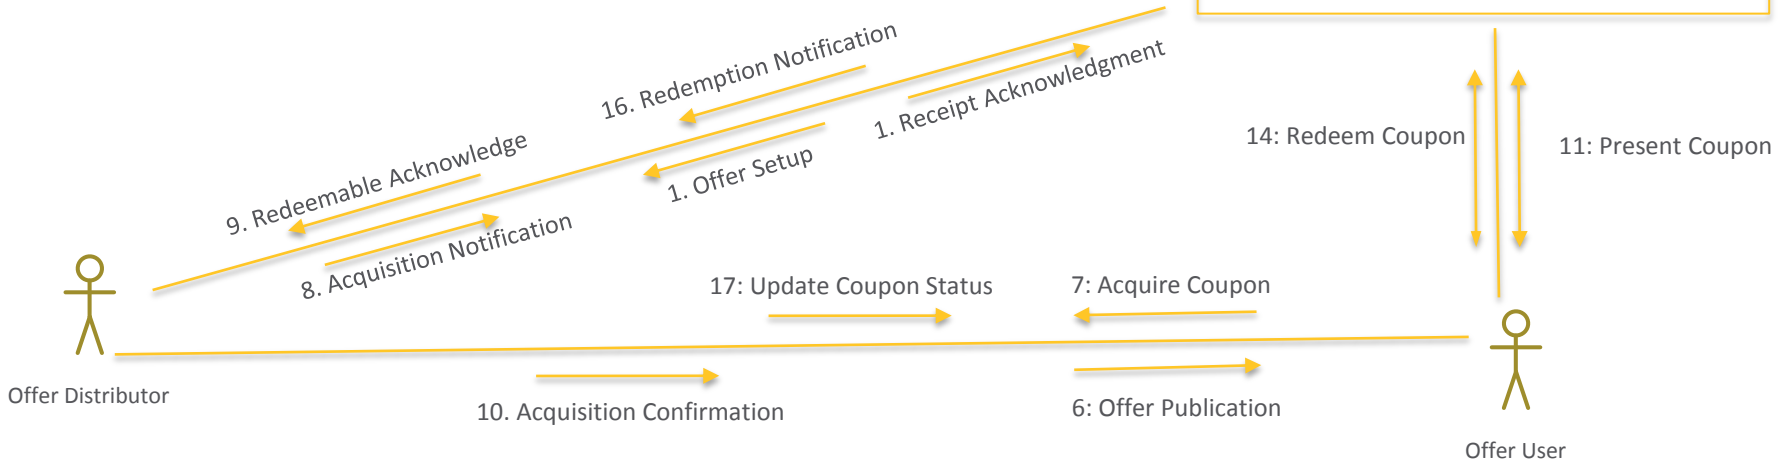 16. Redemption Notification
1. Receipt Acknowledgment
14: Redeem Coupon
11: Present Coupon
9. Redeemable Acknowledge
1. Offer Setup
8. Acquisition Notification
17: Update Coupon Status
7: Acquire Coupon
Offer Distributor
10. Acquisition Confirmation
6: Offer Publication
Offer User